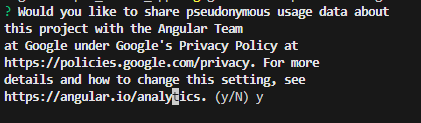 ? Would you like to share pseudonymous usage data about
this project with the Angular Team
at Google under Google's Privacy Policy at
https://policies.google.com/privacy. For more
details and how to change this setting, see
https://angular.io/analytics. (y/N) y